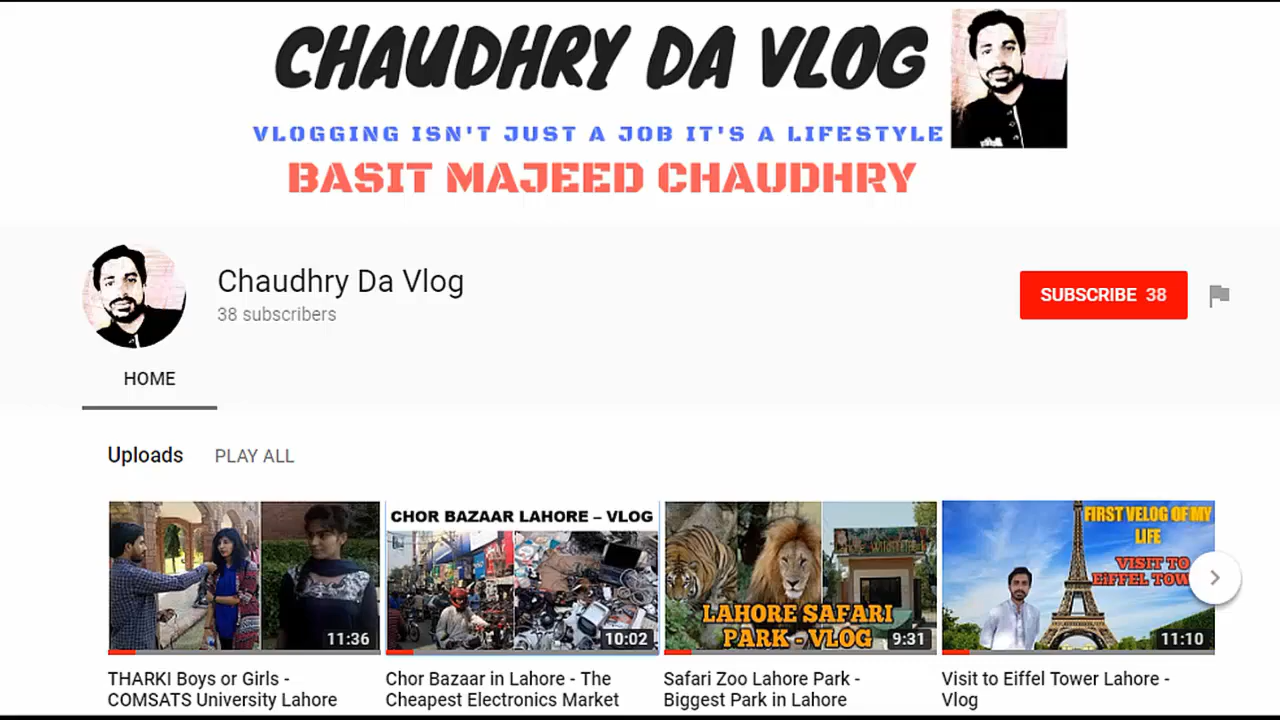 CHAUDHRY DA VLOG
VLOGGING ISN'T JUST A JOB IT'S A LIFESTYLE
BASIT MAJEED CHAUDHRY
Chaudhry Da Vlog
38 subscribers
SUBSCRIBE 38
HOME
Uploads PLAY ALL
11:36
THARKI Boys or Girls -
COMSATS University Lahore
CHOR BAZAAR LAHORE – VLOG
10:02
Chor Bazaar in Lahore - The
Cheapest Electronics Market
LAHORE SAFARI
PARK - VLOG
9:31
Safari Zoo Lahore Park -
Biggest Park in Lahore
FIRST VELOG OF MY
LIFE
VISIT TO
EIFFEL TOW
11:10
Visit to Eiffel Tower Lahore -
Vlog